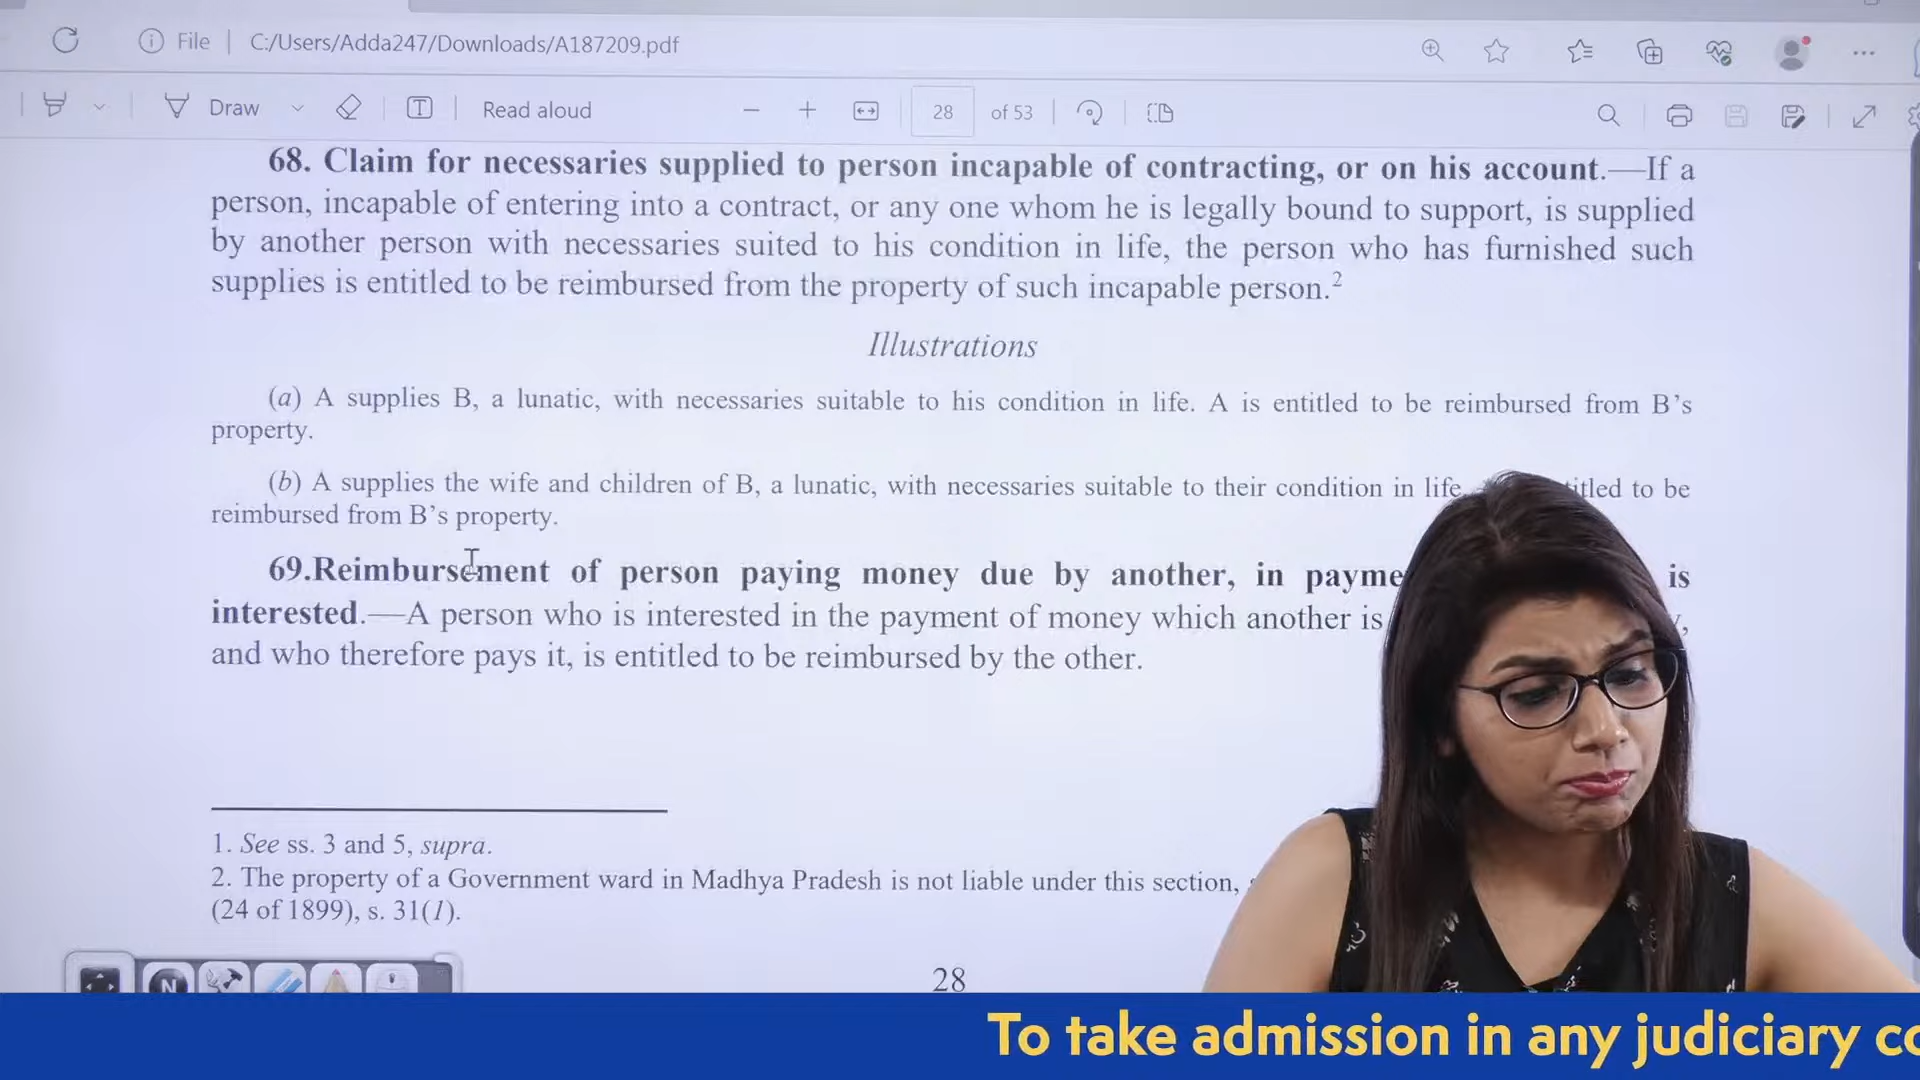 File | C:/Users/Adda247/Downloads/A187209.pdf
Draw Read aloud 28 of 53
68. Claim for necessaries supplied to person incapable of contracting, or on his account.—If a
person, incapable of entering into a contract, or any one whom he is legally bound to support, is supplied
by another person with necessaries suited to his condition in life, the person who has furnished such
supplies is entitled to be reimbursed from the property of such incapable person.2
Illustrations
(a) A supplies B, a lunatic, with necessaries suitable to his condition in life. A is entitled to be reimbursed from B's
property.
(b) A supplies the wife and children of B, a lunatic, with necessaries suitable to their condition in life to be
reimbursed from B's property.
69.Reimbursement of person paying money due by another, in is
interested.—A person who is interested in the payment of money which another is
and who therefore pays it, is entitled to be reimbursed by the other.
1. See ss. 3 and 5, supra.
2. The property of a Government ward in Madhya Pradesh is not liable under this section,
(24 of 1899), s. 31(1).
N
28
To take admission in any judiciary